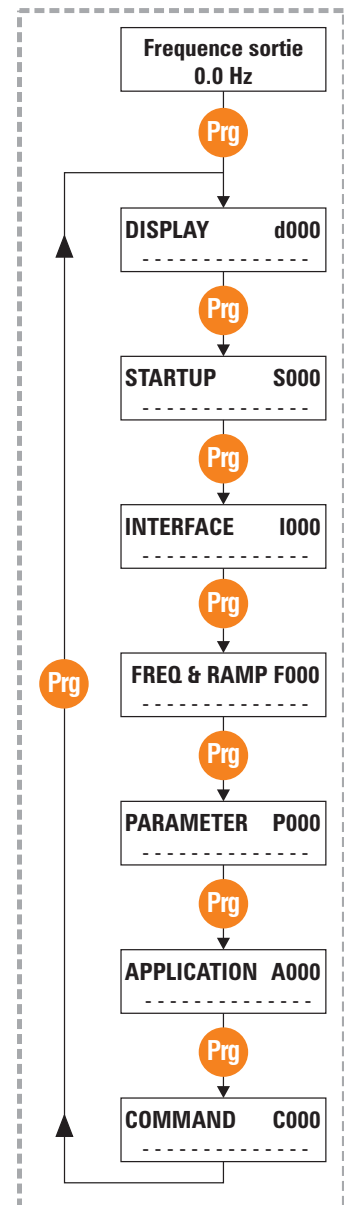 Frequence sortie
0.0 Hz
Prg
DISPLAY d000
- - - - - - - - - - - - - -
Prg
STARTUP S000
- - - - - - - - - - - - - -
Prg
INTERFACE I000
- - - - - - - - - - - - - -
Prg
FREQ & RAMP F000
- - - - - - - - - - - - - -
Prg
Prg
PARAMETER P000
- - - - - - - - - - - - - -
Prg
APPLICATION A000
- - - - - - - - - - - - - -
Prg
COMMAND C000
- - - - - - - - - - - - - -